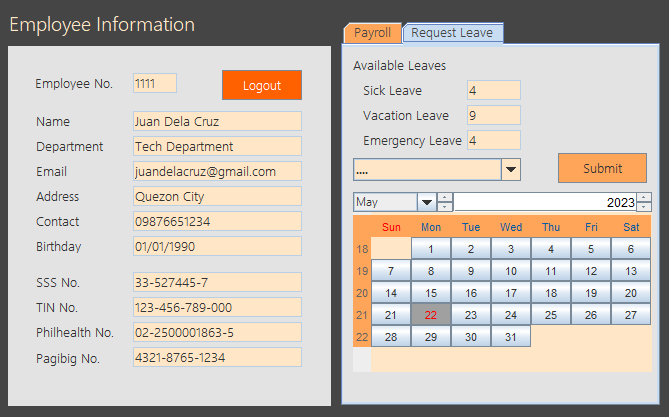 Employee Information
Employee No. 1111 Logout
Name Juan Dela Cruz
Department Tech Department
Email juandelacruz@gmail.com
Address Quezon City
Contact 09876651234
Birthday 01/01/1990
SSS No. 33-527445-7
TIN No. 123-456-789-000
Philhealth No. 02-2500001863-5
Pagibig No. 4321-8765-1234
Payroll Request Leave
Available Leaves
Sick Leave 4
Vacation Leave 9
Emergency Leave 4
.... Submit
May 2023
Sun Mon Tue Wed Thu Fri Sat
18 1 2 3 4 5 6
19 7 8 9 10 11 12 13
20 14 15 16 17 18 19 20
21 21 22 23 24 25 26 27
22 28 29 30 31